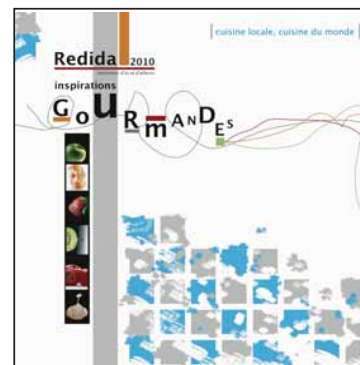 cuisine locale, cuisine du monde
Redida 2010
inspirations
GoURmANDES